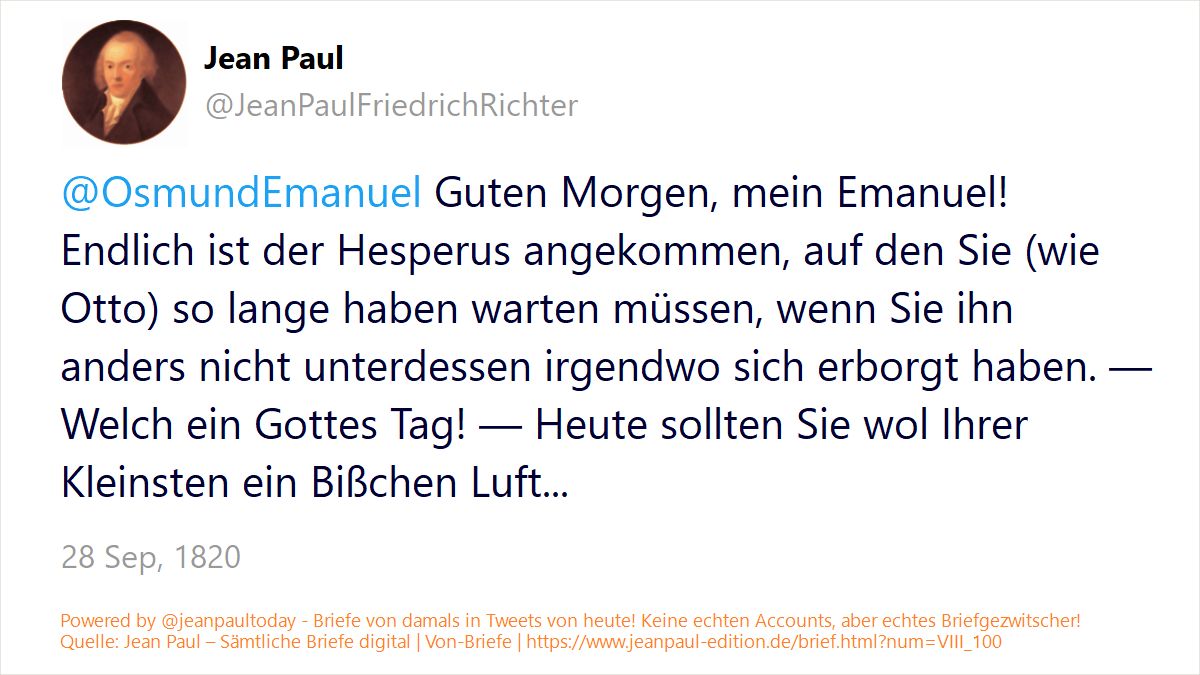 Jean Paul
@JeanPaulFriedrichRichter
@OsmundEmanuel Guten Morgen, mein Emanuel!
Endlich ist der Hesperus angekommen, auf den Sie (wie
Otto) so lange haben warten müssen, wenn Sie ihn
anders nicht unterdessen irgendwo sich erborgt haben. —
Welch ein Gottes Tag! — Heute sollten Sie wol Ihrer
Kleinsten ein Bißchen Luft...
28 Sep, 1820
Powered by @jeanpaultoday - Briefe von damals in Tweets von heute! Keine echten Accounts, aber echtes Briefgezwitscher!
Quelle: Jean Paul – Sämtliche Briefe digital | Von-Briefe | https://www.jeanpaul-edition.de/brief.html?num=VIII_100